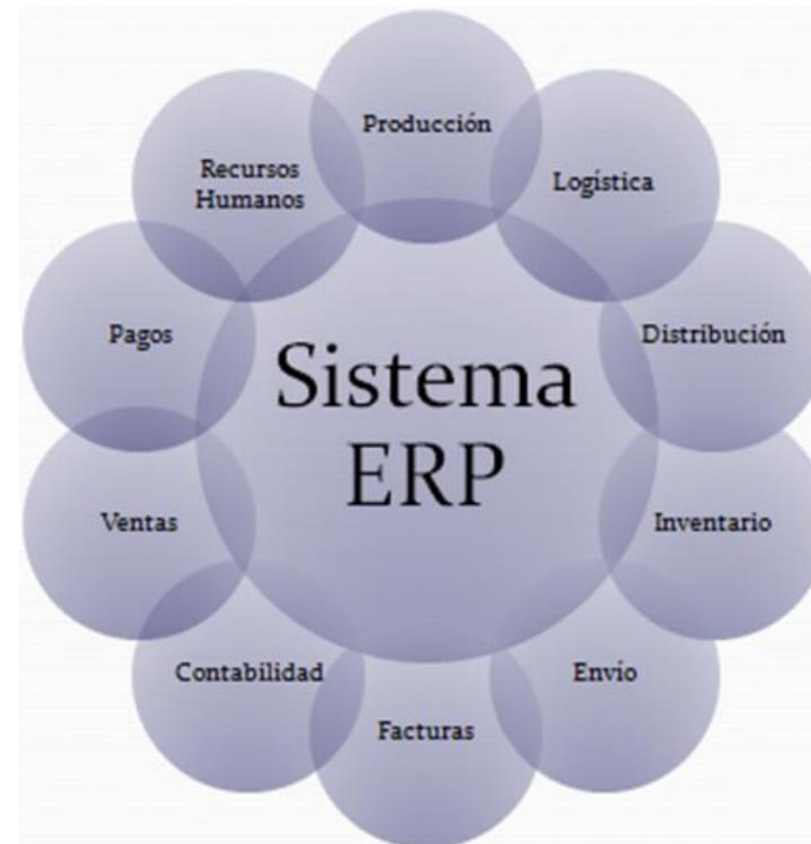 Producción
Logística
Distribución
Inventario
Envío
Facturas
Contabilidad
Ventas
Pagos
Recursos
Humanos
Sistema
ERP